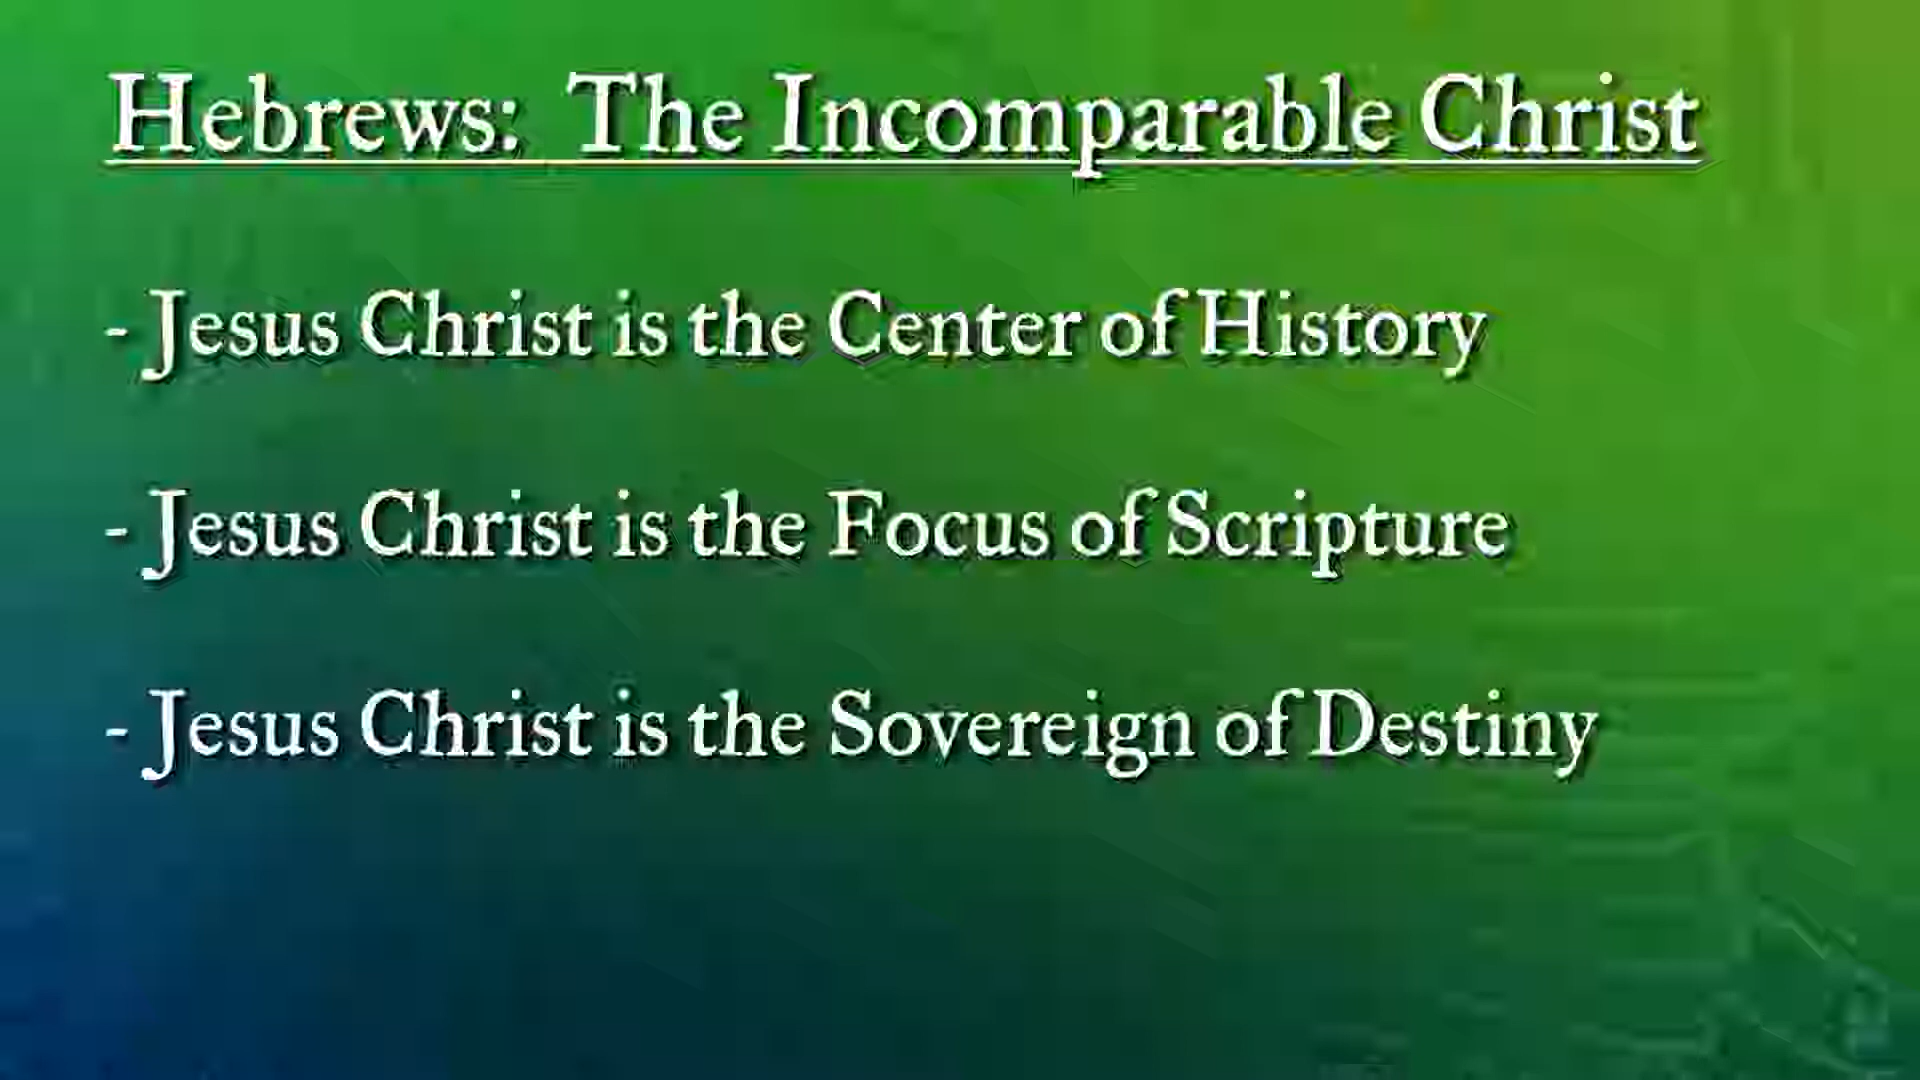 Hebrews: The Incomparable Christ
- Jesus Christ is the Center of History
- Jesus Christ is the Focus of Scripture
- Jesus Christ is the Sovereign of Destiny